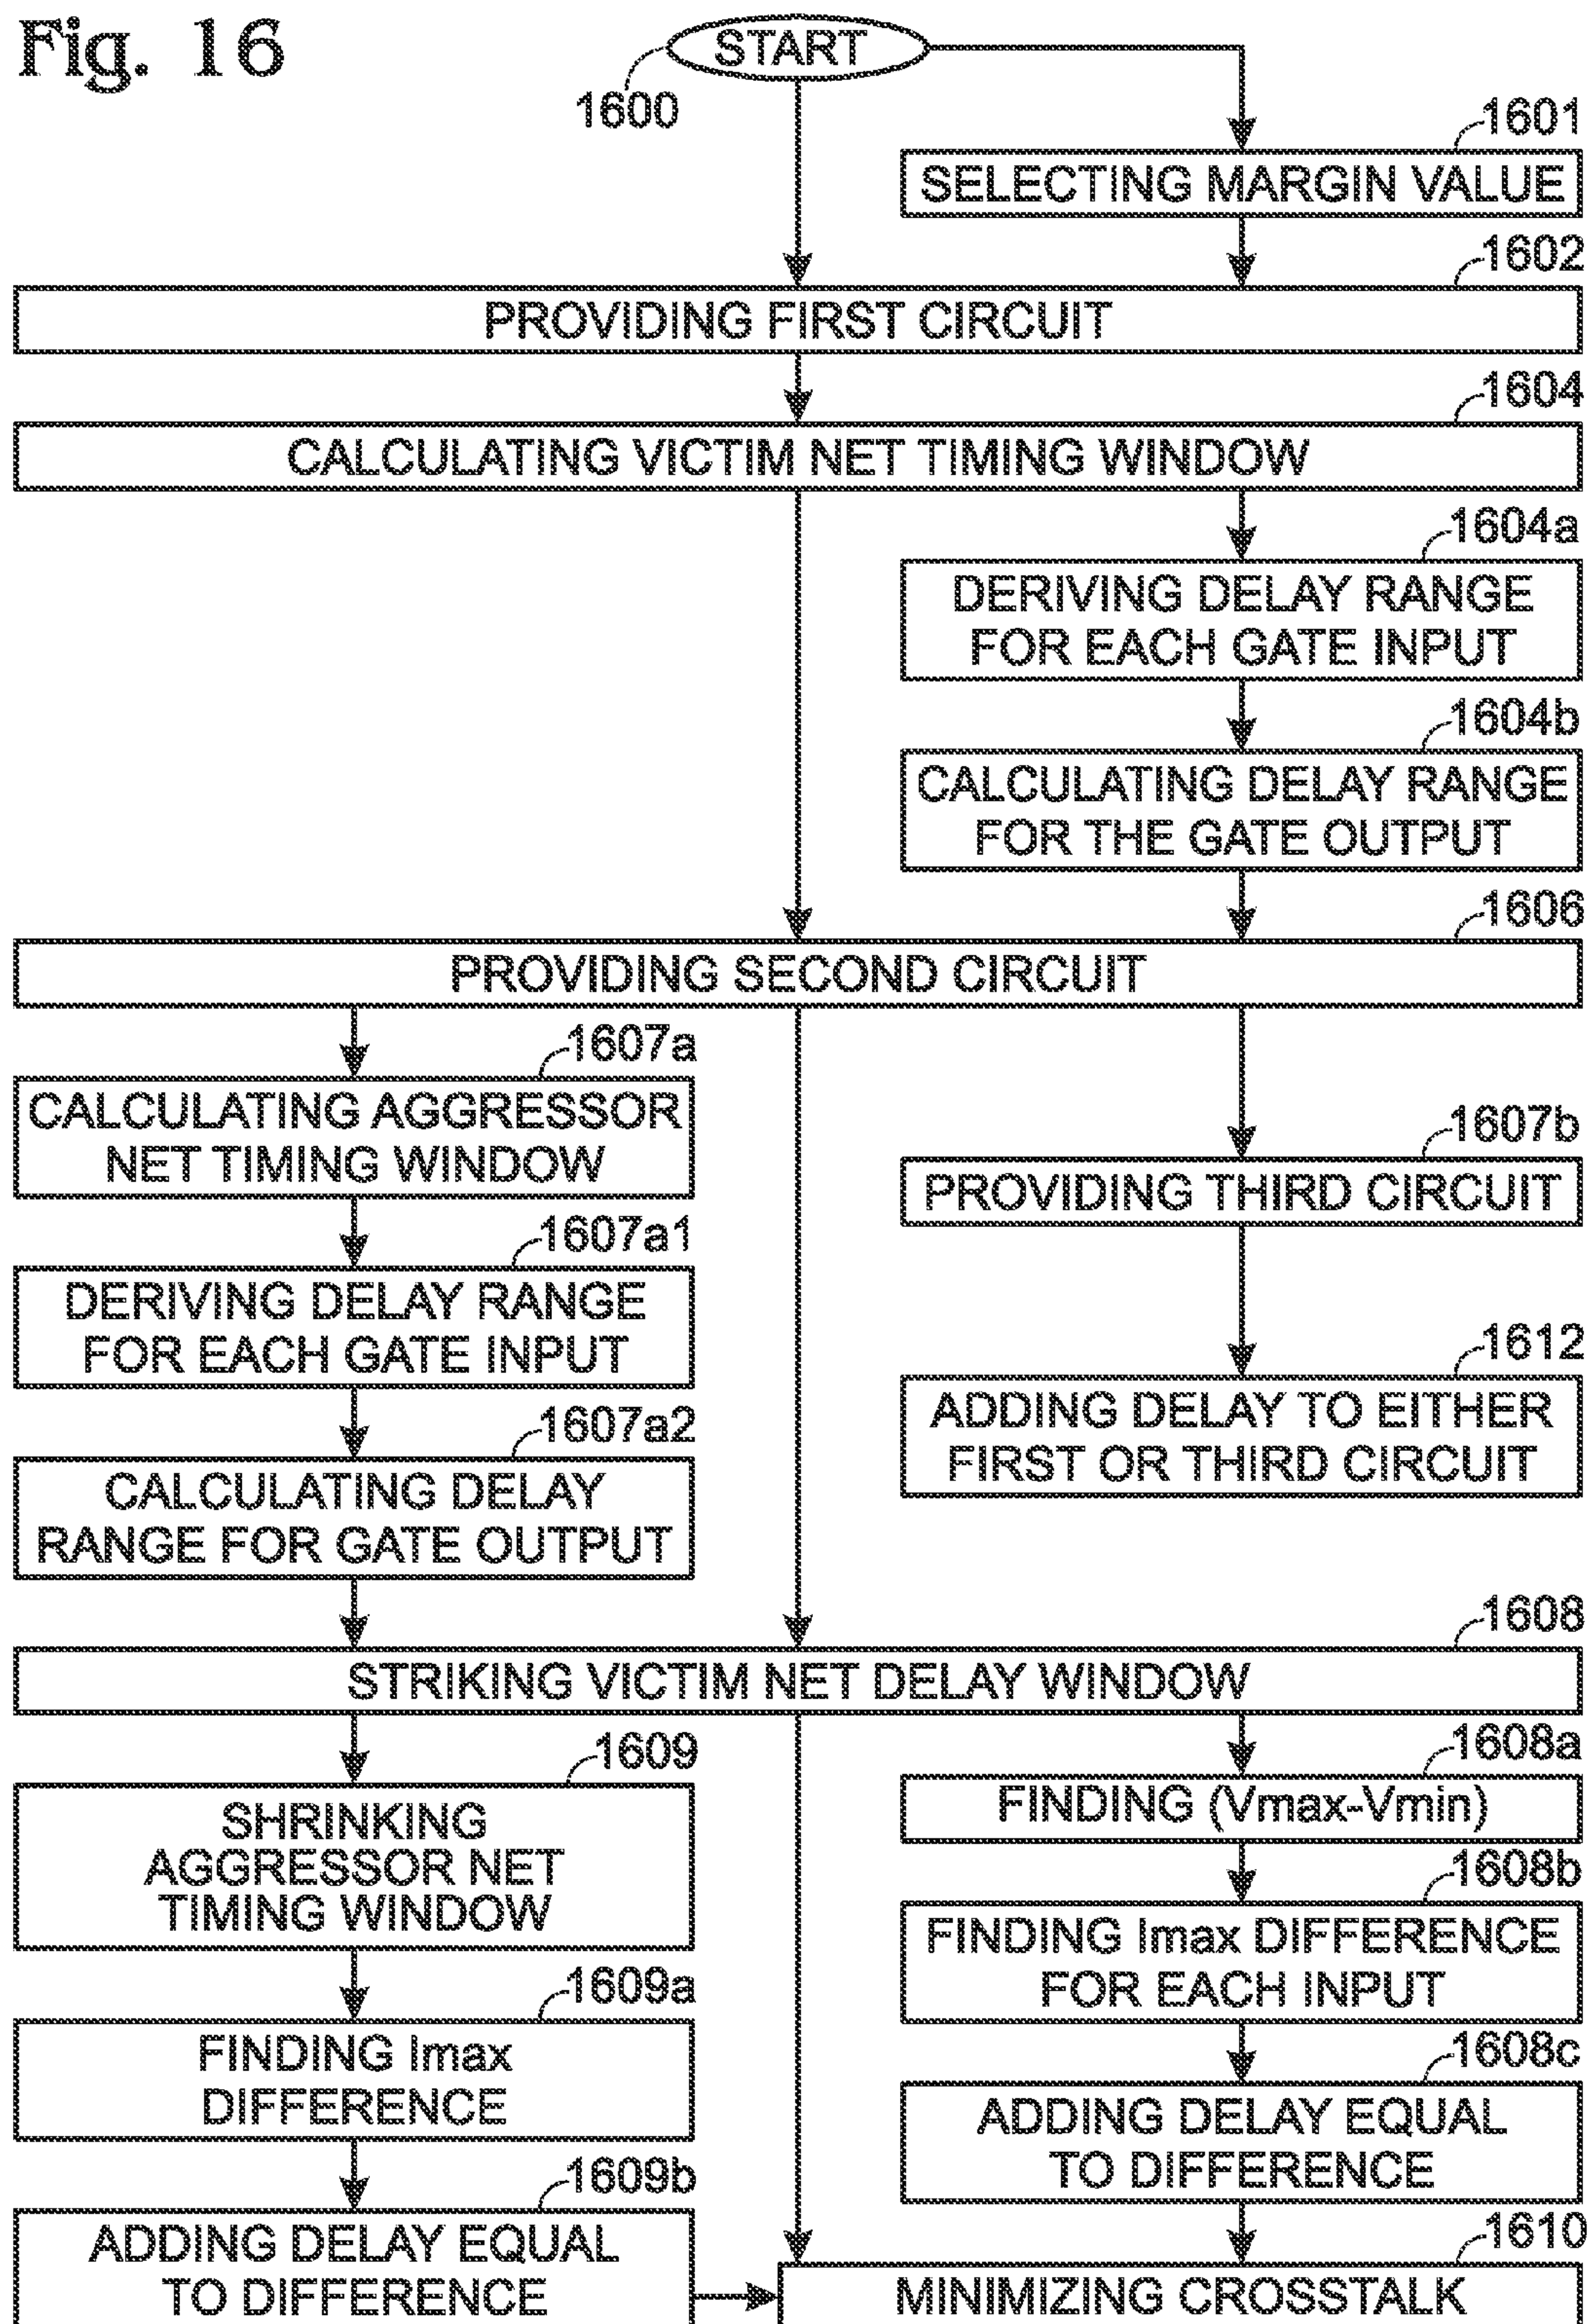 Fig. 16
START
1600
1601
SELECTING MARGIN VALUE
1602
PROVIDING FIRST CIRCUIT
1604
CALCULATING VICTIM NET TIMING WINDOW
1604a
DERIVING DELAY RANGE
FOR EACH GATE INPUT
1604b
CALCULATING DELAY RANGE
FOR THE GATE OUTPUT
1606
PROVIDING SECOND CIRCUIT
1607a
CALCULATING AGGRESSOR
NET TIMING WINDOW
1607b
PROVIDING THIRD CIRCUIT
1607a1
DERIVING DELAY RANGE
FOR EACH GATE INPUT
1612
ADDING DELAY TO EITHER
FIRST OR THIRD CIRCUIT
1607a2
CALCULATING DELAY
RANGE FOR GATE OUTPUT
1608
STRIKING VICTIM NET DELAY WINDOW
1609
SHRINKING
AGGRESSOR NET
TIMING WINDOW
1608a
FINDING (Vmax-Vmin)
1608b
FINDING Imax DIFFERENCE
FOR EACH INPUT
1609a
FINDING Imax
DIFFERENCE
1608c
ADDING DELAY EQUAL
TO DIFFERENCE
1609b
ADDING DELAY EQUAL
TO DIFFERENCE
1610
MINIMIZING CROSSTALK